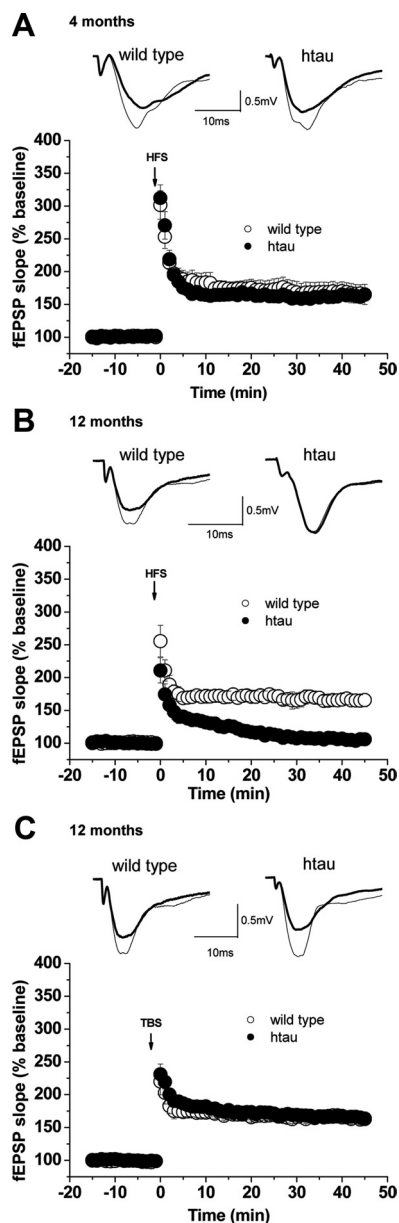 A 4 months
wild type htau
0.5mV
10ms
400
350
300
250
200
150
100
HFS
wild type
htau
fEPSP slope (% baseline)
-20 -10 0 10 20 30 40 50
Time (min)
B 12 months
wild type htau
0.5mV
10ms
400
350
300
250
200
150
100
HFS
wild type
htau
fEPSP slope (% baseline)
-20 -10 0 10 20 30 40 50
Time (min)
C 12 months
wild type htau
0.5mV
10ms
400
350
300
250
200
150
100
TBS
wild type
htau
fEPSP slope (% baseline)
-20 -10 0 10 20 30 40 50
Time (min)